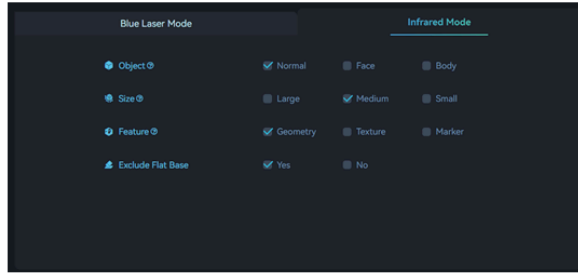 Blue Laser Mode Infrared Mode
Object Normal Face Body
Size Large Medium Small
Feature Geometry Texture Marker
Exclude Flat Base Yes No